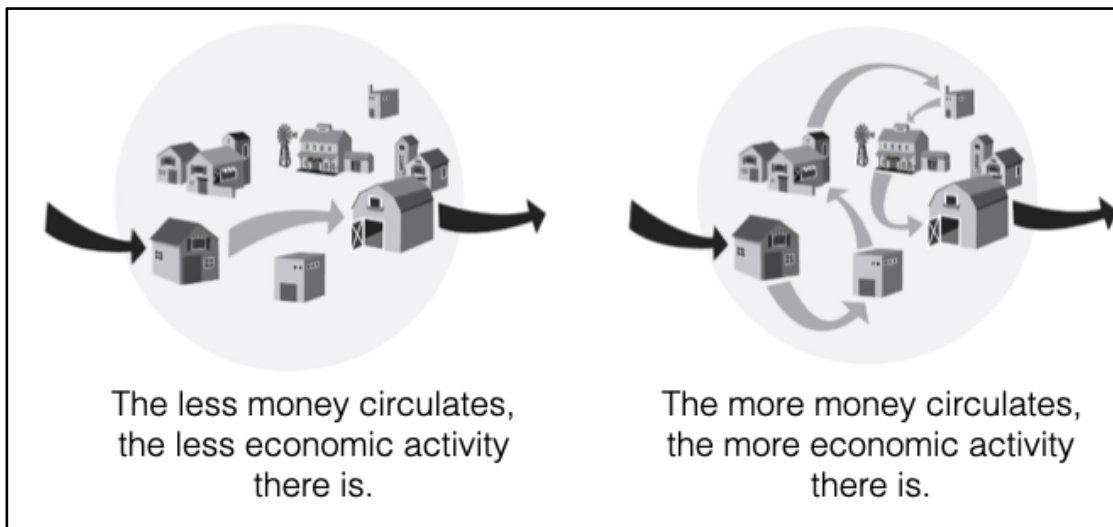 The less money circulates,
the less economic activity
there is.
The more money circulates,
the more economic activity
there is.